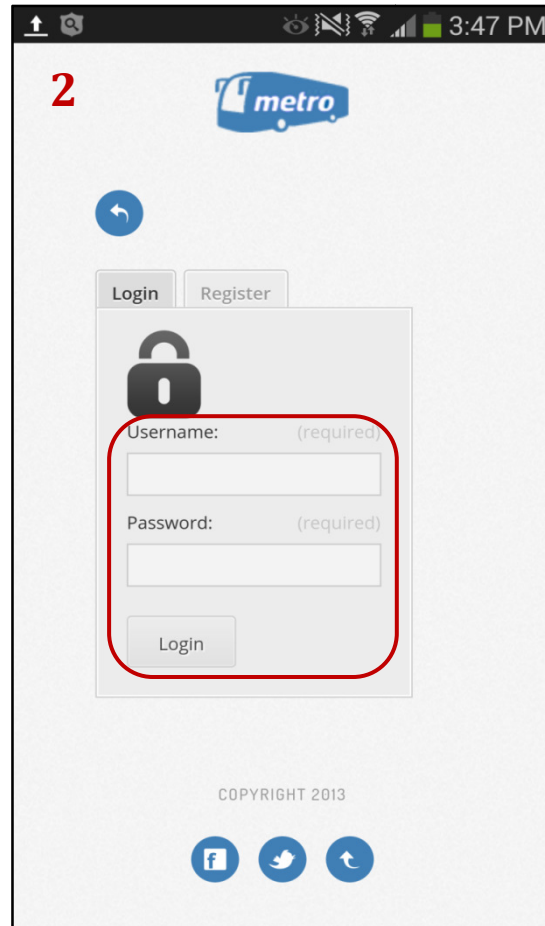 3:47 PM
2
metro
Login Register
Username: (required)
Password: (required)
Login
COPYRIGHT 2013